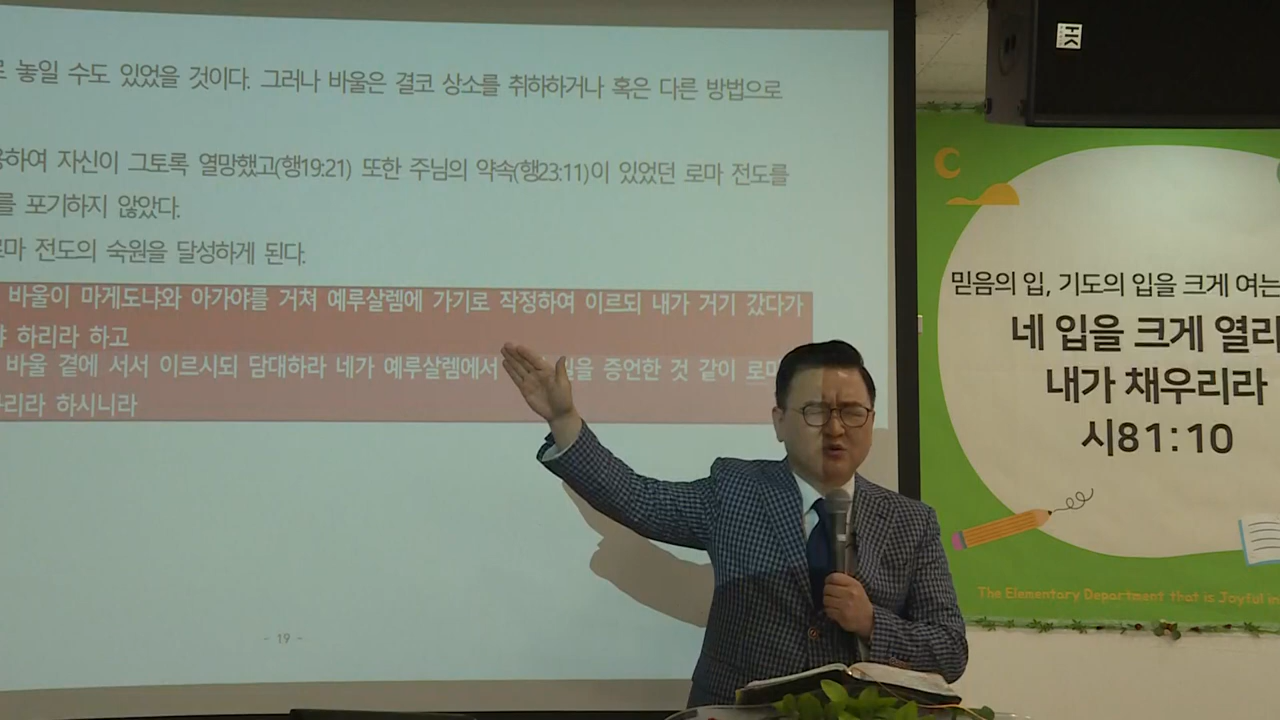 놓일 수도 있었을 것이다. 그러나 바울은 결코 상소를 취하하거나 혹은 다른 방법으로
자신이 그토록 열망했고(행19:21) 또한 주님의 약속(행23:11)이 있었던 로마 전도를
포기하지 않았다.
전도의 숙원을 달성하게 된다.
바울이 마게도냐와 아가야를 거쳐 예루살렘에 가기로 작정하여 이르되 내가 거기 갔다가
하리라 하고
바울 곁에 서서 이르시되 담대하라 네가 예루살렘에서 증언한 것 같이
하시니라
- 19 -
HK
믿음의 입, 기도의 입을 크게 여는
네 입을 크게 열라
내가 채우리라
시81:10
The Elementary Department that is Joyful in